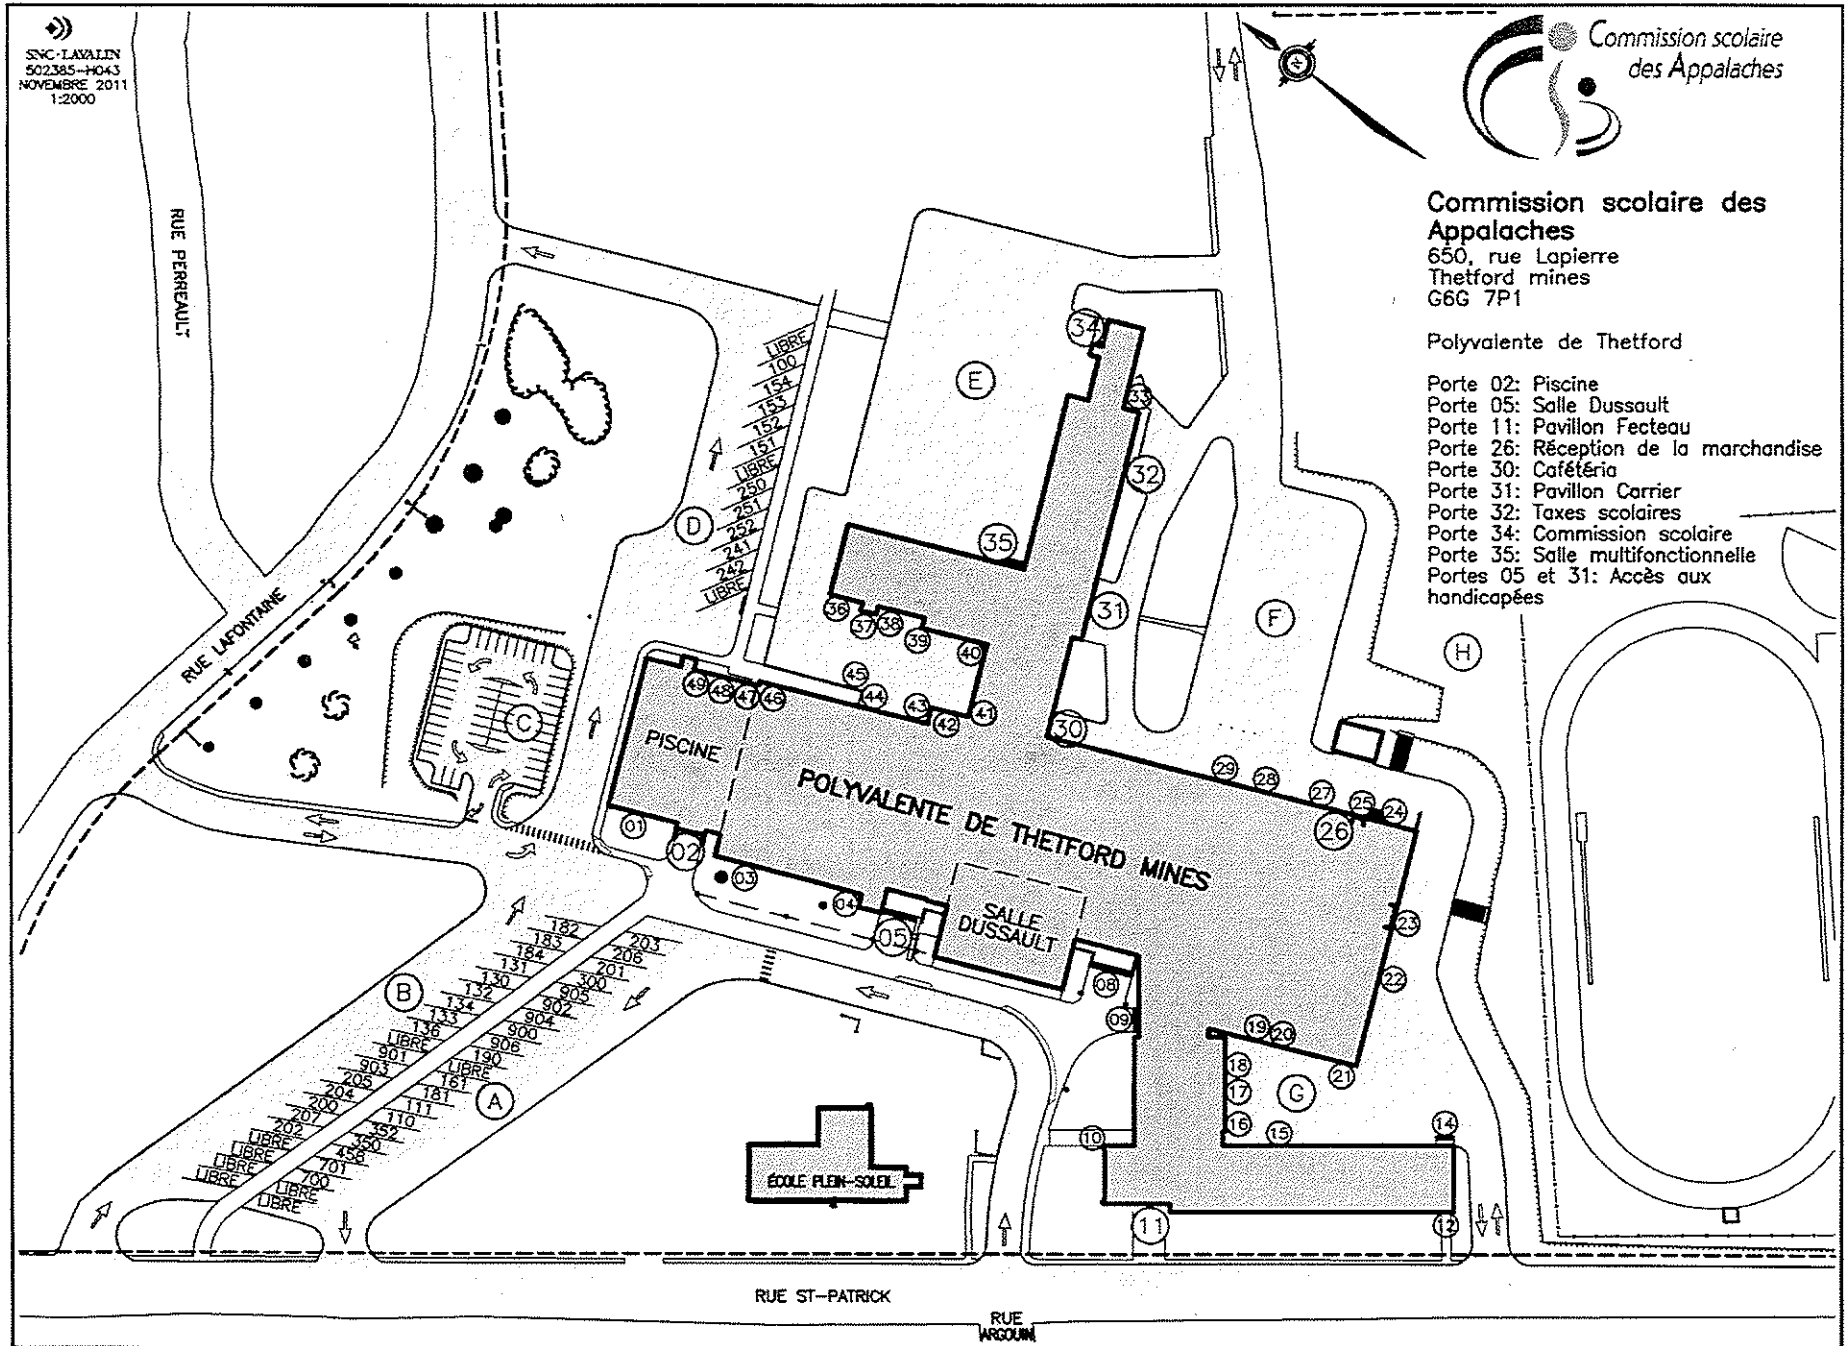 SNC-LAVALIN
502385-H043
NOVEMBRE 2011
1:2000
Commission scolaire
des Appalaches
Commission scolaire des
Appalaches
650, rue Lapierre
Thetford mines
G6G 7P1
Polyvalente de Thetford
Porte 02: Piscine
Porte 05: Salle Dussault
Porte 11: Pavillon Fecteau
Porte 26: Réception de la marchandise
Porte 30: Cafétéria
Porte 31: Pavillon Carrier
Porte 32: Taxes scolaires
Porte 34: Commission scolaire
Porte 35: Salle multifonctionnelle
Portes 05 et 31: Accès aux
handicapées
RUE PERREAULT
RUE LAFONTAINE
LIBRE
100
154
153
152
151
LIBRE
250
251
252
241
242
LIBRE
D
E
34
33
32
35
31
F
H
36
37
38
39
40
45
44
43
42
41
30
49
48
47
46
C
PISCINE
POLYVALENTE DE THETFORD MINES
29
28
27
25
24
26
01
02
03
04
05
SALLE
DUSSAULT
23
22
08
09
19
20
21
18
17
16
15
G
14
10
11
12
B
182
183
184
131
130
132
134
133
136
LIBRE
901
903
205
204
200
207
202
LIBRE
LIBRE
LIBRE
LIBRE
203
206
201
300
905
902
904
900
906
190
LIBRE
161
181
111
110
352
350
458
701
700
LIBRE
LIBRE
A
ÉCOLE PLEIN-SOLEIL
RUE ST-PATRICK
RUE
ARGOUIN